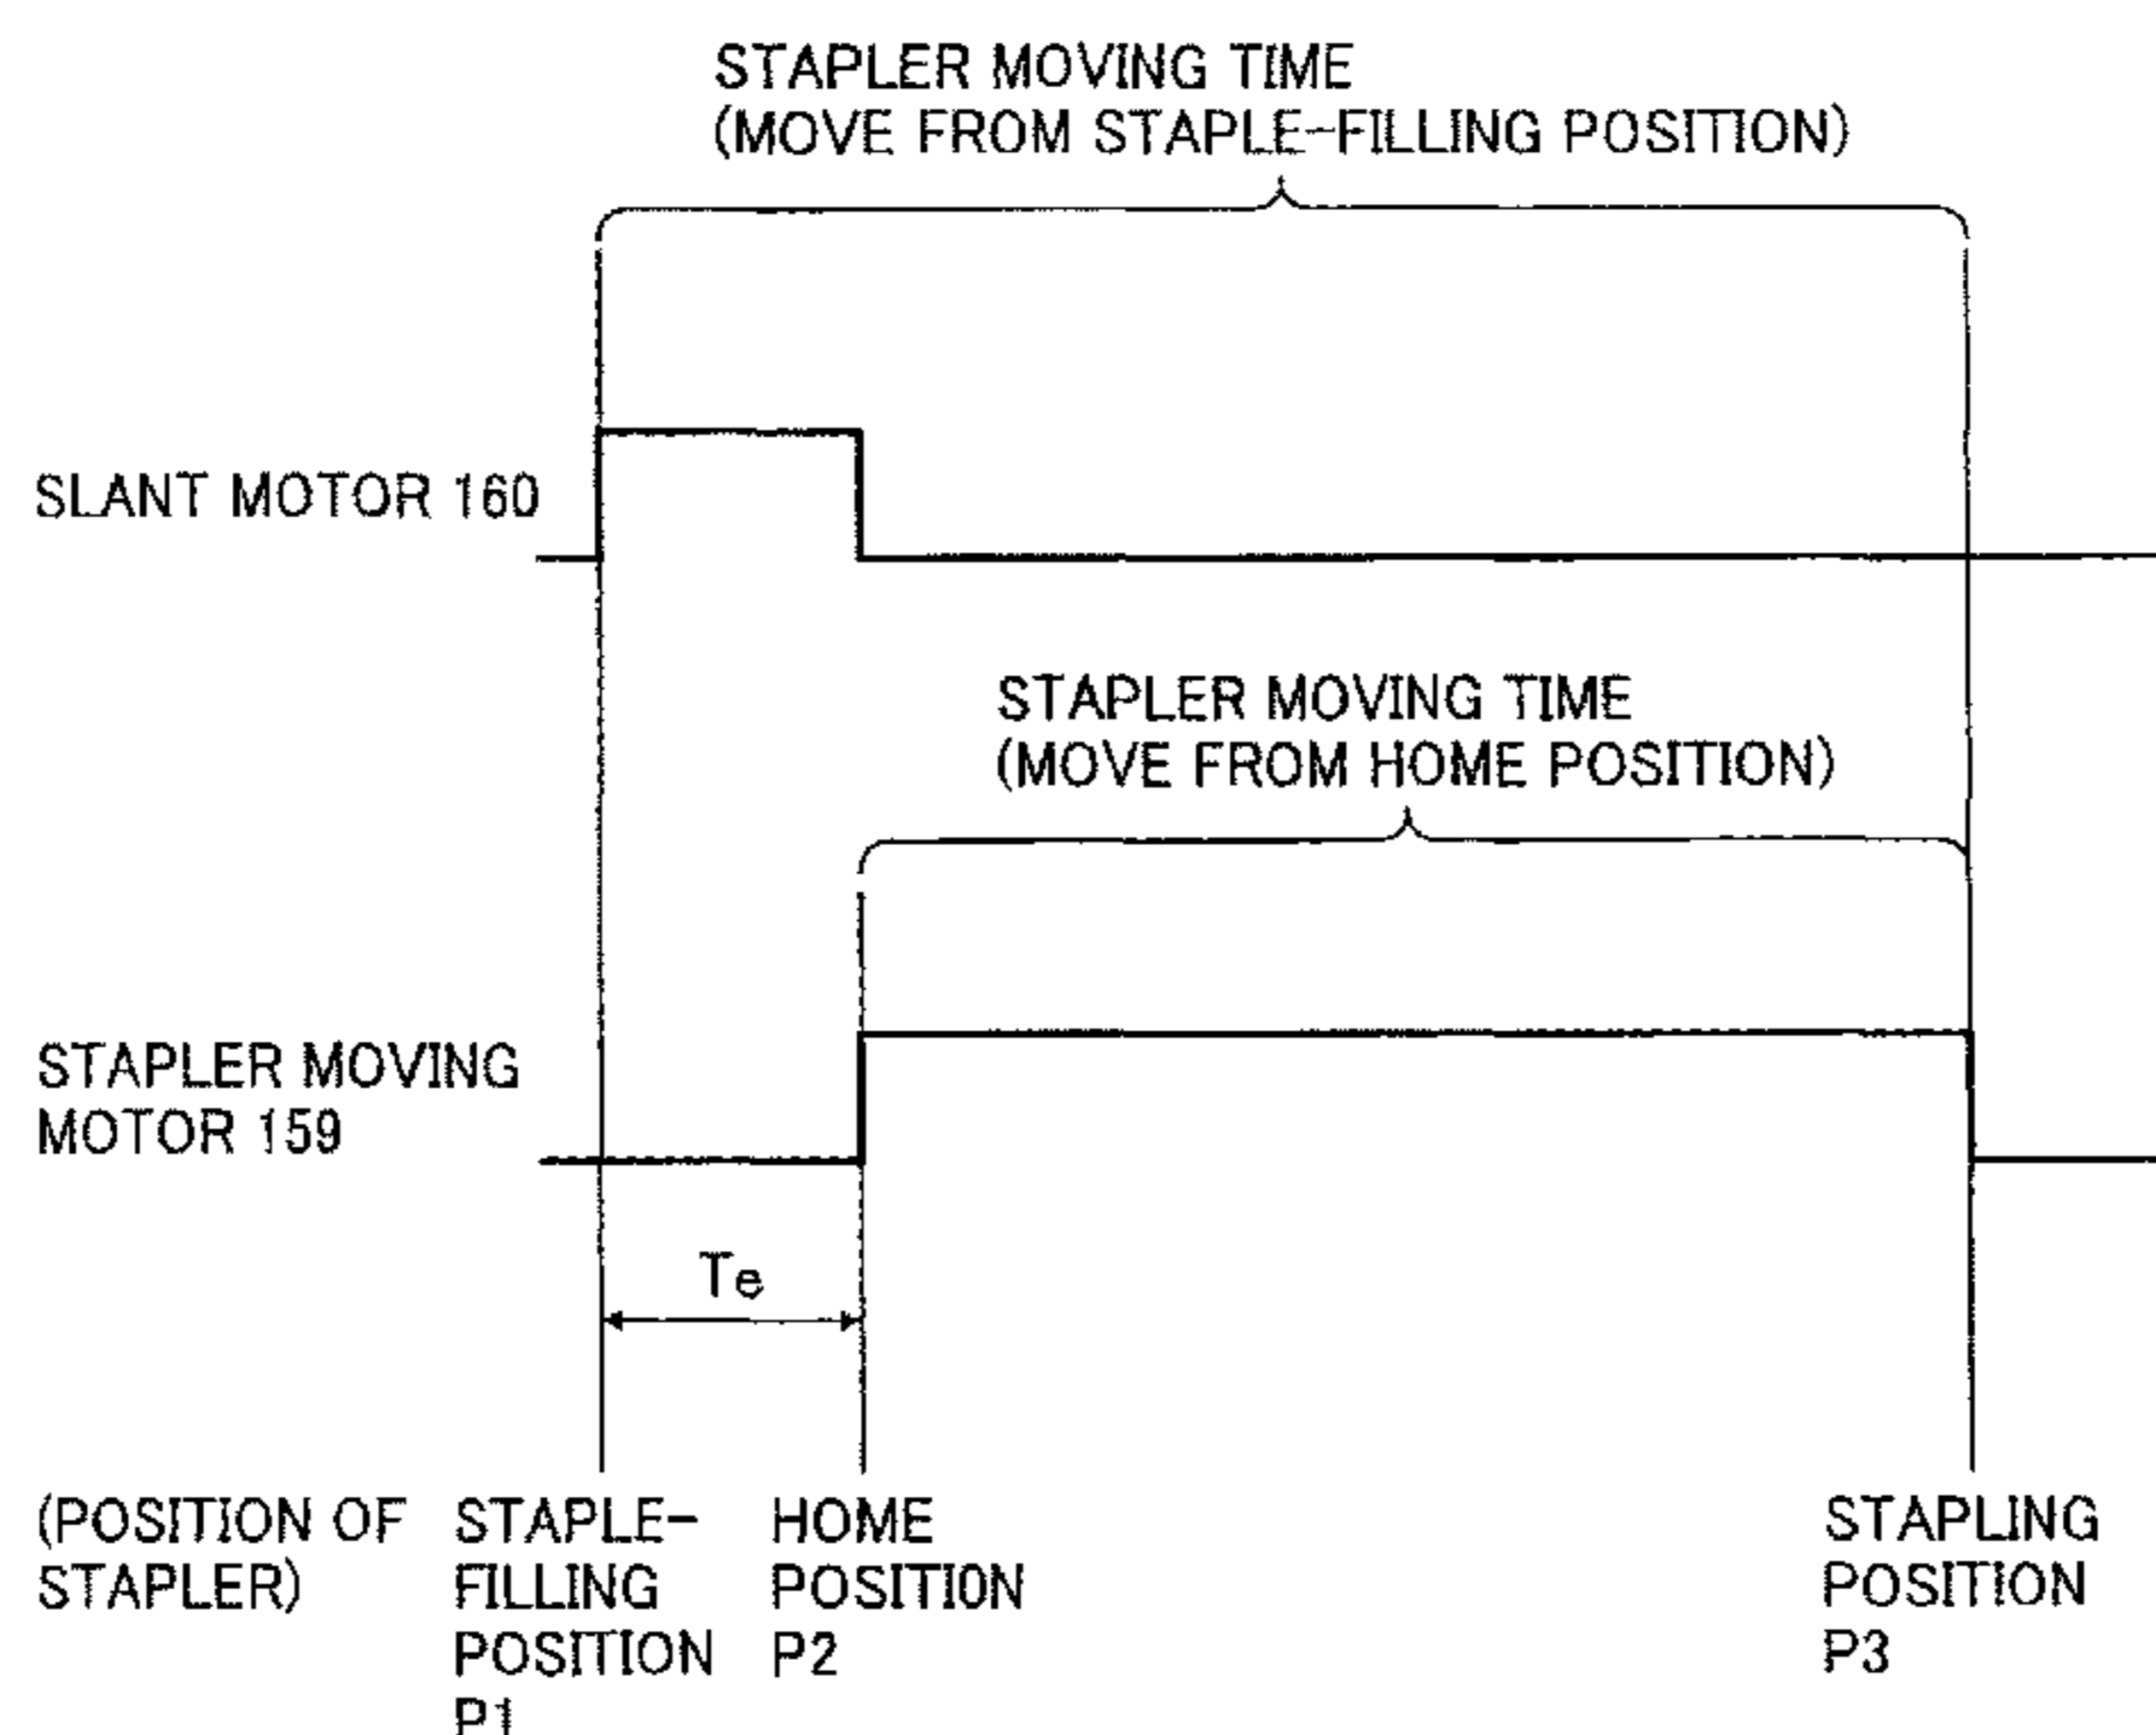 STAPLER MOVING TIME
(MOVE FROM STAPLE-FILLING POSITION)
SLANT MOTOR 160
STAPLER MOVING TIME
(MOVE FROM HOME POSITION)
STAPLER MOVING
MOTOR 159
Te
(POSITION OF
STAPLER)
STAPLE-
FILLING
POSITION
P1
HOME
POSITION
P2
STAPLING
POSITION
P3